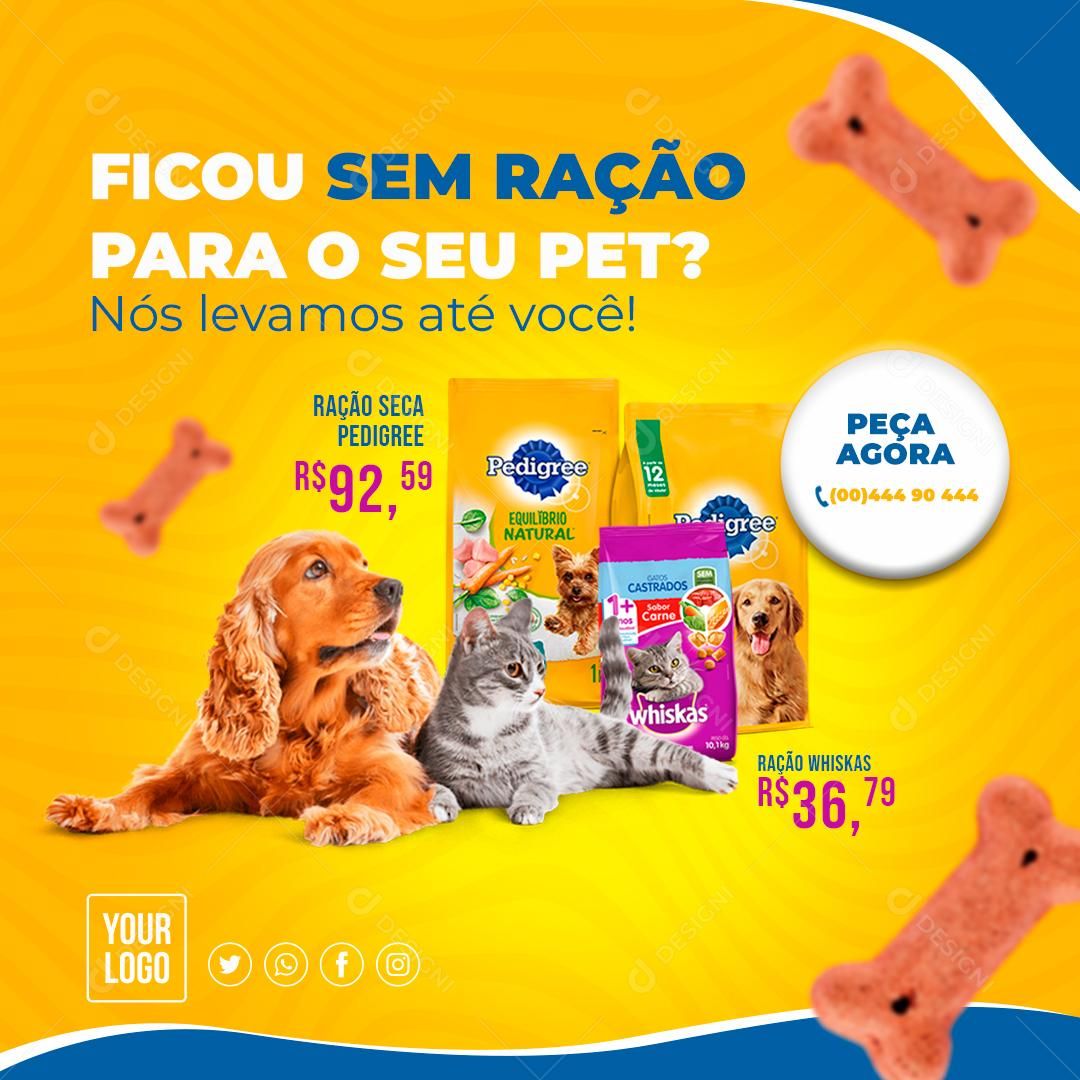 FICOU SEM RAÇÃO
PARA O SEU PET?
Nós levamos até você!
RAÇÃO SECA
PEDIGREE
R$92,59
Pedigree
EQUILÍBRIO
NATURAL
12
MESES
Pedigree
GATOS
CASTRADOS
SEM
1+
Sabor
Carne
whiskas
10,1kg
PEÇA
AGORA
(00)444 90 444
RAÇÃO WHISKAS
R$36,79
YOUR
LOGO
DESIGNI